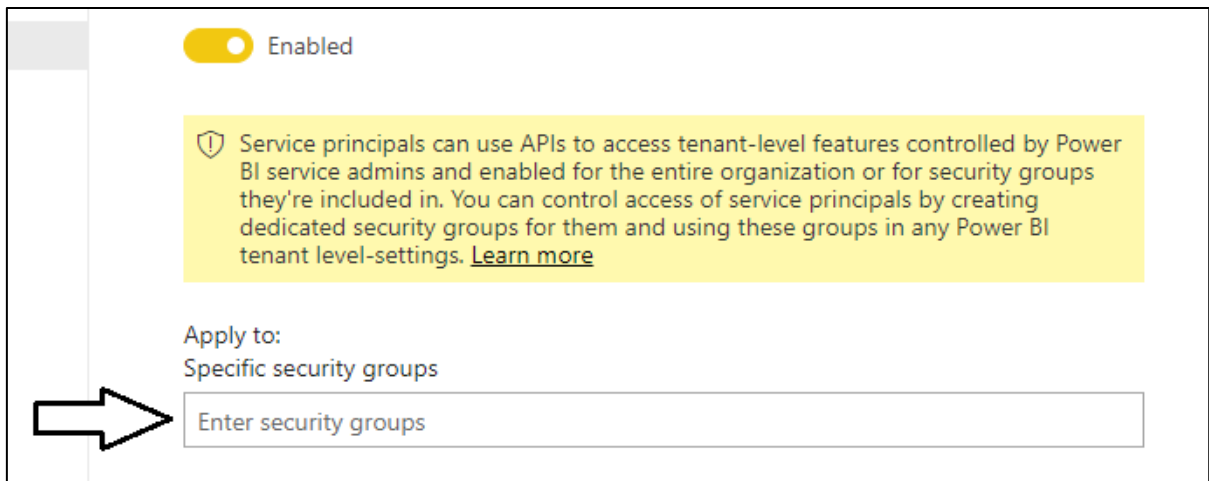 Enabled
Service principals can use APIs to access tenant-level features controlled by Power
BI service admins and enabled for the entire organization or for security groups
they're included in. You can control access of service principals by creating
dedicated security groups for them and using these groups in any Power BI
tenant level-settings. Learn more
Apply to:
Specific security groups
Enter security groups